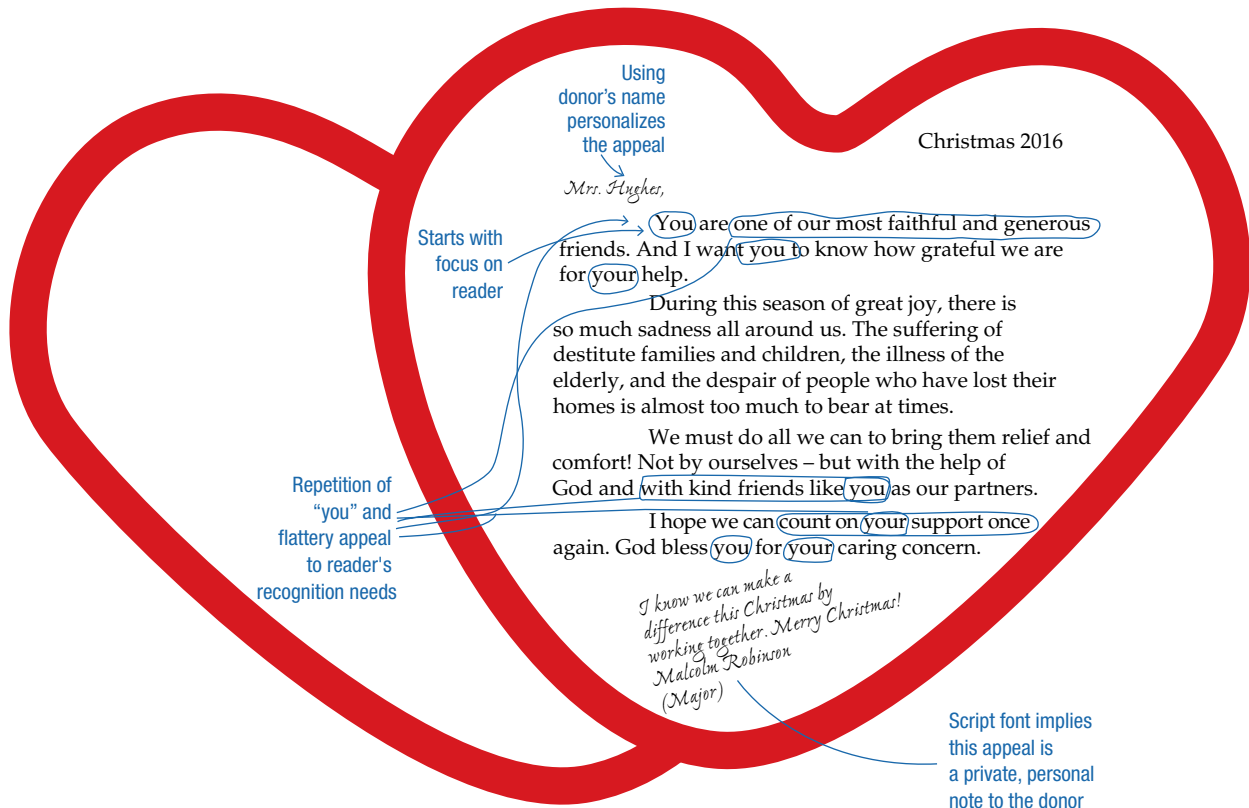 Using
donor's name
personalizes
the appeal
Christmas 2016
Mrs. Hughes,
You are one of our most faithful and generous
friends. And I want you to know how grateful we are
for your help.
Starts with
focus on
reader
During this season of great joy, there is
so much sadness all around us. The suffering of
destitute families and children, the illness of the
elderly, and the despair of people who have lost their
homes is almost too much to bear at times.
We must do all we can to bring them relief and
comfort! Not by ourselves – but with the help of
God and with kind friends like you as our partners.
Repetition of
"you" and
flattery appeal
to reader's
recognition needs
I hope we can count on your support once
again. God bless you for your caring concern.
I know we can make a
difference this Christmas by
working together. Merry Christmas!
Malcolm Robinson
(Major)
Script font implies
this appeal is
a private, personal
note to the donor